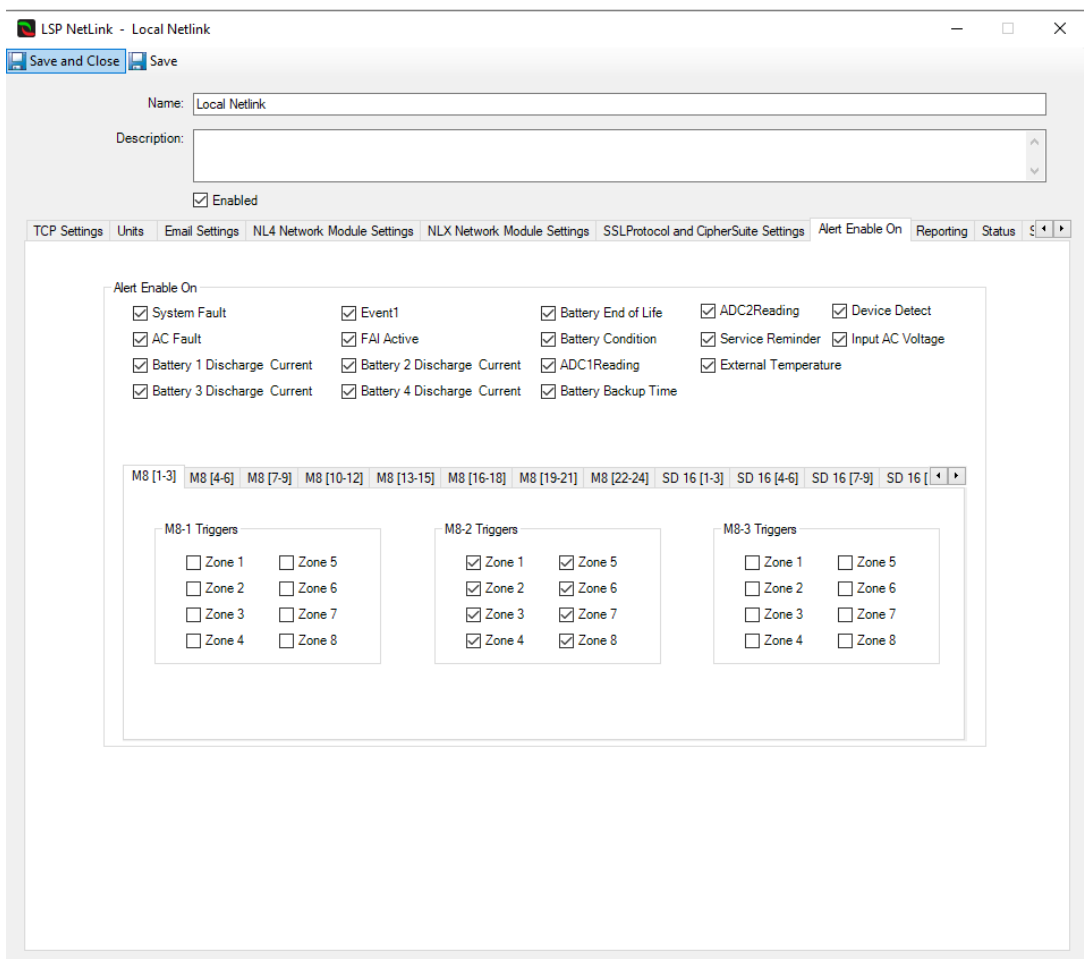 LSP NetLink - Local Netlink
Save and Close Save
Name: Local Netlink
Description:
Enabled
TCP Settings Units Email Settings NL4 Network Module Settings NLX Network Module Settings SSLProtocol and CipherSuite Settings Alert Enable On Reporting Status
Alert Enable On
System Fault Event1 Battery End of Life ADC2Reading Device Detect
AC Fault FAI Active Battery Condition Service Reminder Input AC Voltage
Battery 1 Discharge Current Battery 2 Discharge Current ADC1Reading External Temperature
Battery 3 Discharge Current Battery 4 Discharge Current Battery Backup Time
M8 [1-3] M8 [4-6] M8 [7-9] M8 [10-12] M8 [13-15] M8 [16-18] M8 [19-21] M8 [22-24] SD 16 [1-3] SD 16 [4-6] SD 16 [7-9] SD 16 [
M8-1 Triggers M8-2 Triggers M8-3 Triggers
Zone 1 Zone 5 Zone 1 Zone 5 Zone 1 Zone 5
Zone 2 Zone 6 Zone 2 Zone 6 Zone 2 Zone 6
Zone 3 Zone 7 Zone 3 Zone 7 Zone 3 Zone 7
Zone 4 Zone 8 Zone 4 Zone 8 Zone 4 Zone 8